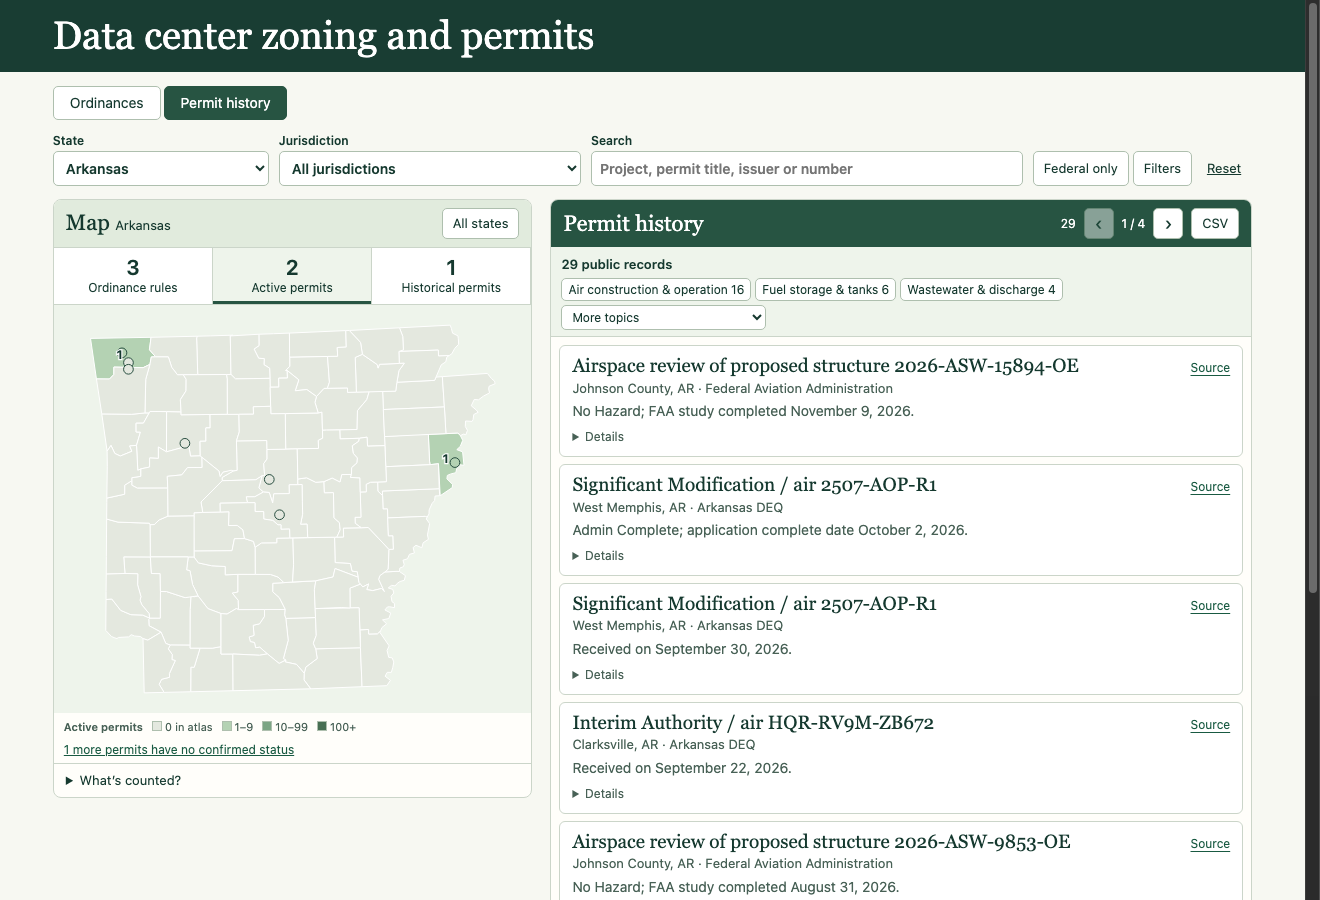 Data center zoning and permits
Ordinances
Permit history
State
Jurisdiction
Search
Arkansas
All jurisdictions
Project, permit title, issuer or number
Federal only
Filters
Reset
Map Arkansas
All states
3
Ordinance rules
2
Active permits
1
Historical permits
1
1
Active permits
0 in atlas
1–9
10–99
100+
1 more permits have no confirmed status
▶ What's counted?
Permit history
29
‹
1 / 4
›
CSV
29 public records
Air construction & operation 16
Fuel storage & tanks 6
Wastewater & discharge 4
More topics
Airspace review of proposed structure 2026-ASW-15894-OE
Source
Johnson County, AR · Federal Aviation Administration
No Hazard; FAA study completed November 9, 2026.
▶ Details
Significant Modification / air 2507-AOP-R1
Source
West Memphis, AR · Arkansas DEQ
Admin Complete; application complete date October 2, 2026.
▶ Details
Significant Modification / air 2507-AOP-R1
Source
West Memphis, AR · Arkansas DEQ
Received on September 30, 2026.
▶ Details
Interim Authority / air HQR-RV9M-ZB672
Source
Clarksville, AR · Arkansas DEQ
Received on September 22, 2026.
▶ Details
Airspace review of proposed structure 2026-ASW-9853-OE
Source
Johnson County, AR · Federal Aviation Administration
No Hazard; FAA study completed August 31, 2026.